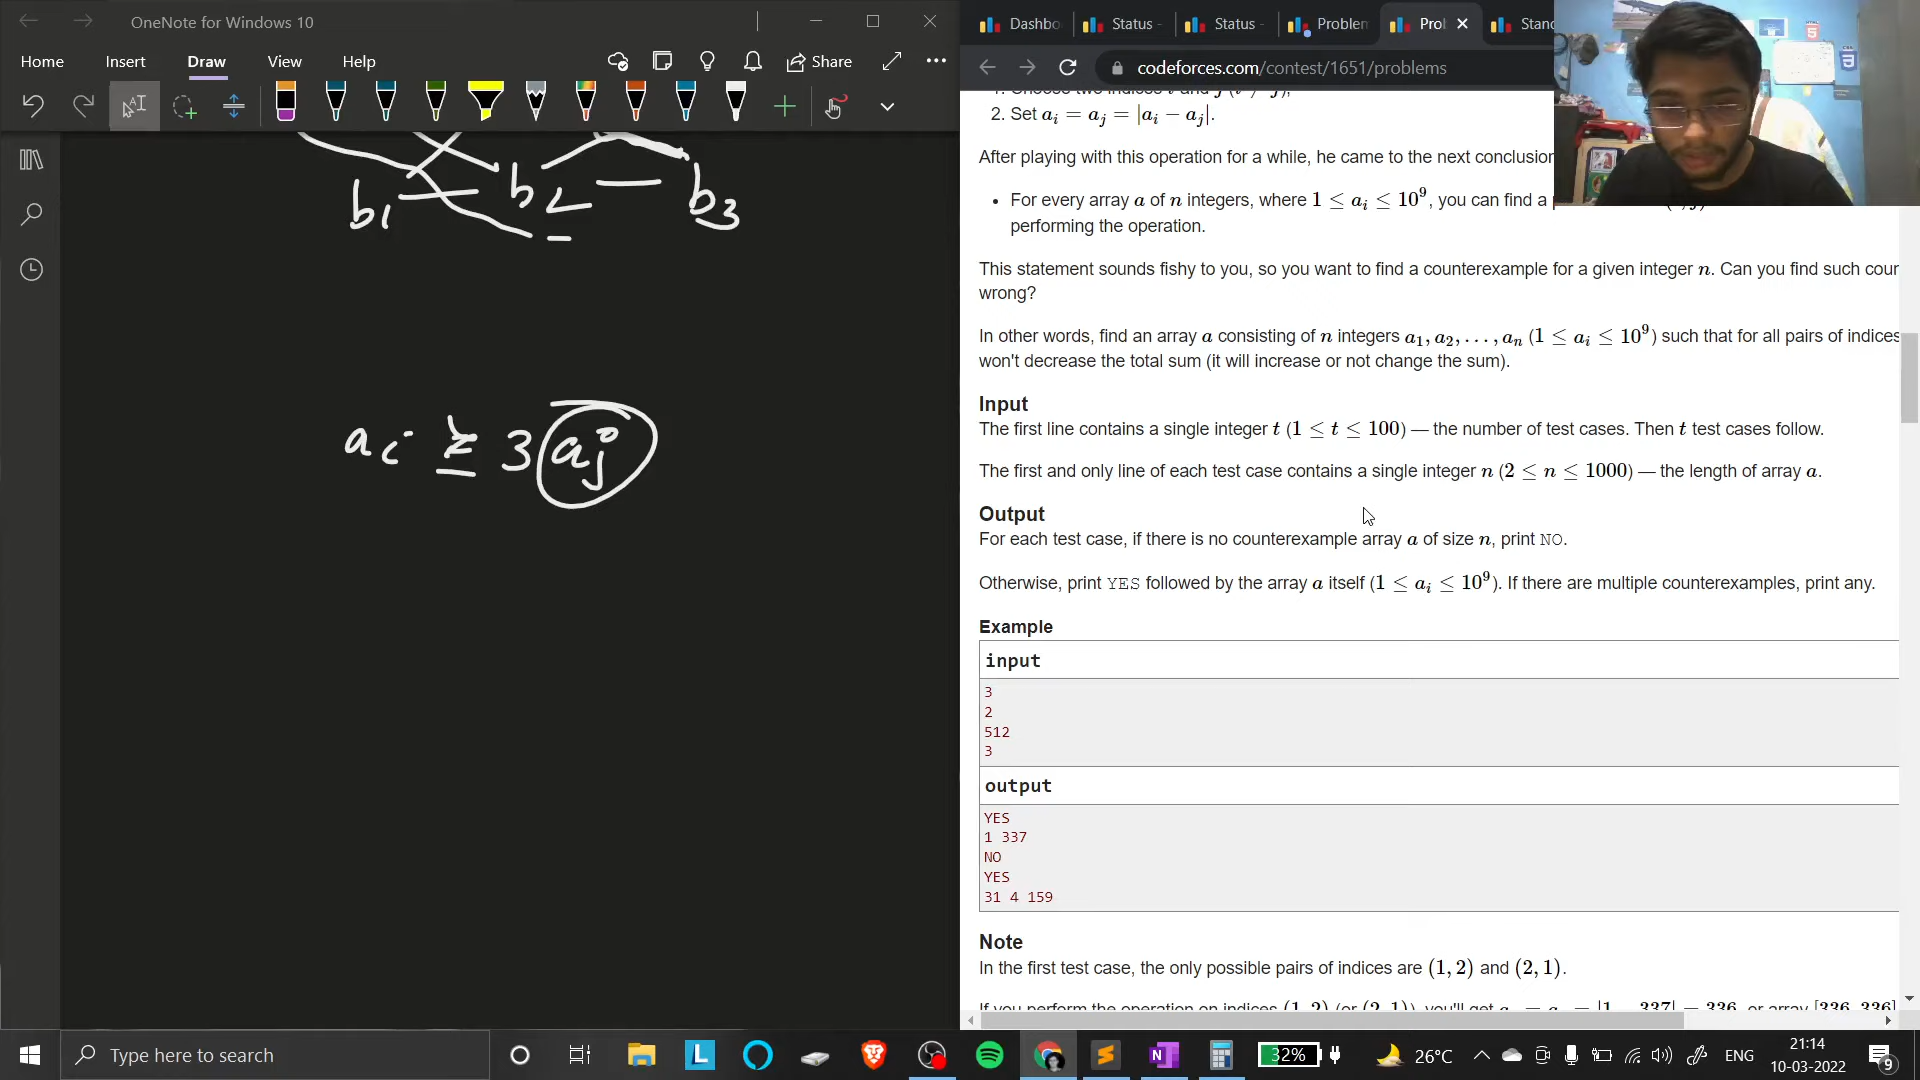 OneNote for Windows 10
Home Insert Draw View Help Share
b1 b2 b3
ai ≥ 3 aj
Dashbo Status - Status - Problem Prob Stand
codeforces.com/contest/1651/problems
2. Set ai = aj = |ai − aj|.
After playing with this operation for a while, he came to the next conclusion
• For every array a of n integers, where 1 ≤ ai ≤ 10^9, you can find a
performing the operation.
This statement sounds fishy to you, so you want to find a counterexample for a given integer n. Can you find such coun
wrong?
In other words, find an array a consisting of n integers a1, a2, . . . , an (1 ≤ ai ≤ 10^9) such that for all pairs of indices
won't decrease the total sum (it will increase or not change the sum).
Input
The first line contains a single integer t (1 ≤ t ≤ 100) — the number of test cases. Then t test cases follow.
The first and only line of each test case contains a single integer n (2 ≤ n ≤ 1000) — the length of array a.
Output
For each test case, if there is no counterexample array a of size n, print NO.
Otherwise, print YES followed by the array a itself (1 ≤ ai ≤ 10^9). If there are multiple counterexamples, print any.
Example
input
3
2
512
3
output
YES
1 337
NO
YES
31 4 159
Note
In the first test case, the only possible pairs of indices are (1, 2) and (2, 1).
Type here to search
32%
26°C
ENG
21:14
10-03-2022
9